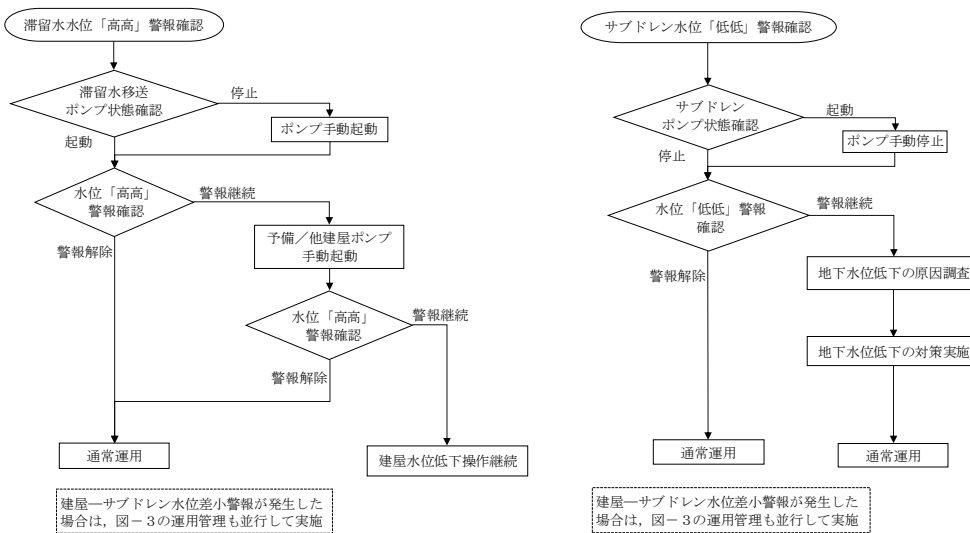 滞留水水位「高高」警報確認
滞留水移送
ポンプ状態確認
停止
ポンプ手動起動
起動
水位「高高」
警報確認
警報継続
予備／他建屋ポンプ
手動起動
警報解除
水位「高高」
警報確認
警報継続
警報解除
通常運用
建屋水位低下操作継続
建屋―サブドレン水位差小警報が発生した
場合は，図－３の運用管理も並行して実施
サブドレン水位「低低」警報確認
サブドレン
ポンプ状態確認
起動
ポンプ手動停止
停止
水位「低低」警報
確認
警報継続
地下水位低下の原因調査
警報解除
地下水位低下の対策実施
通常運用
通常運用
建屋―サブドレン水位差小警報が発生した
場合は，図－３の運用管理も並行して実施